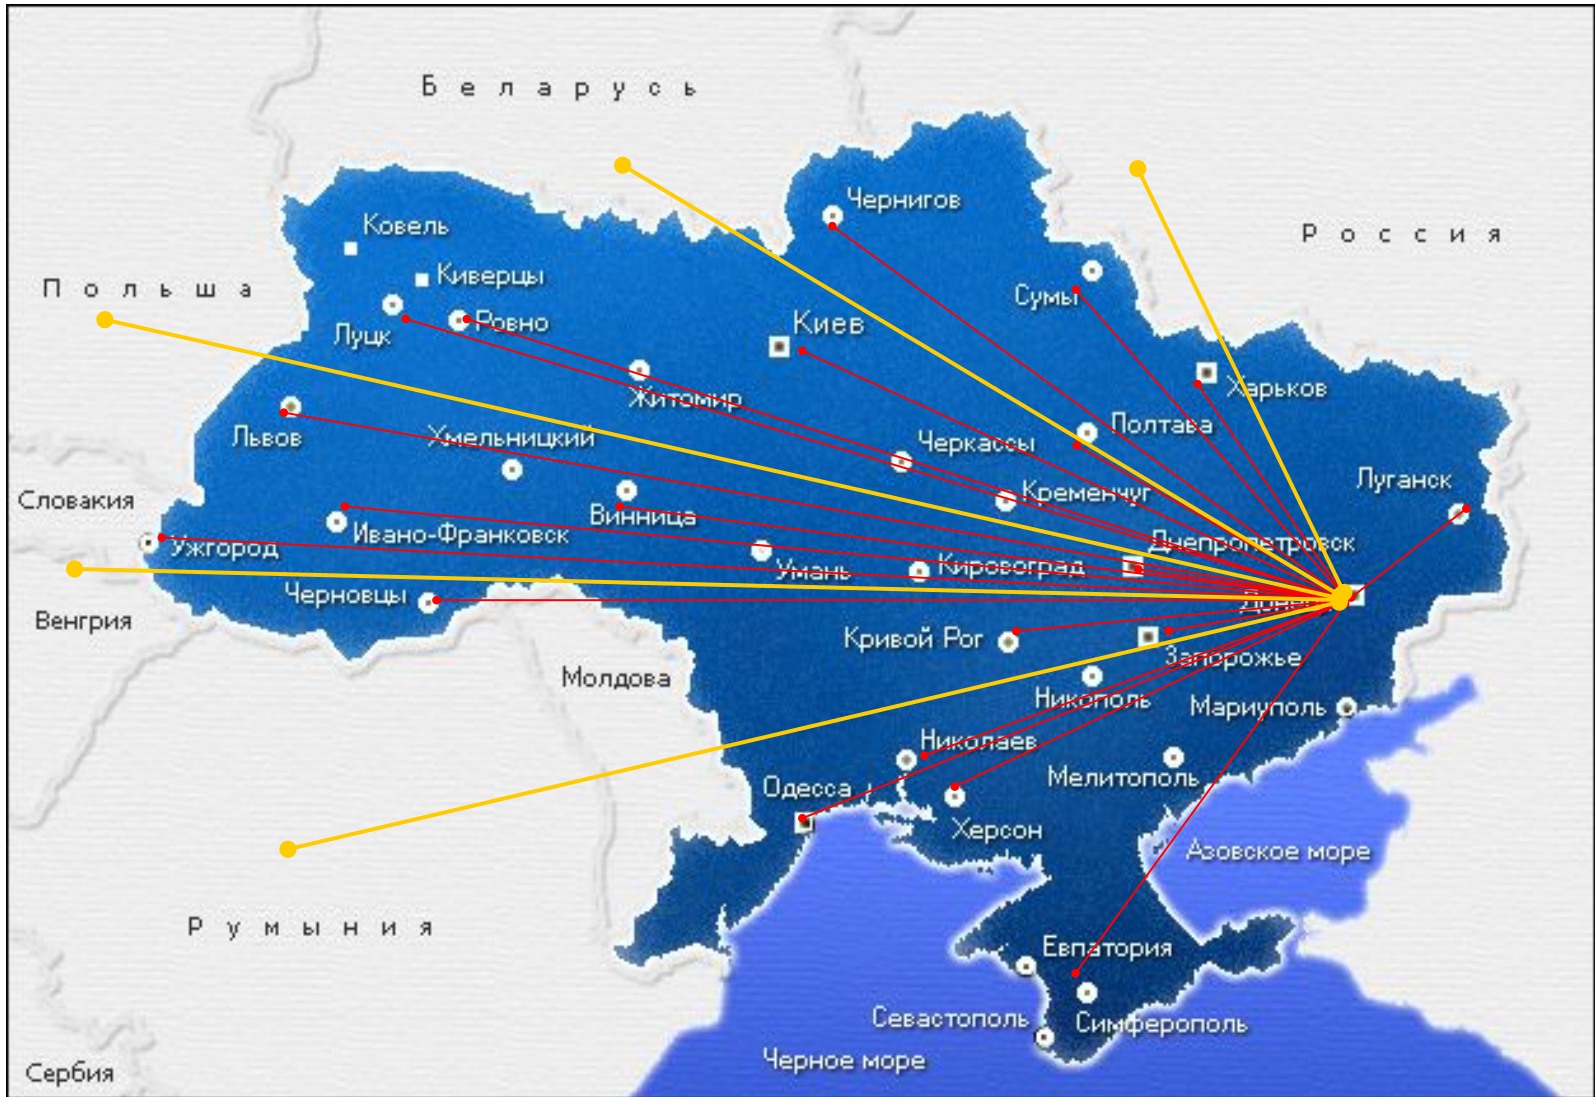 Беларусь
Чернигов
Ковель
Россия
Киверцы
Польша
Сумы
Ровно
Киев
Луцк
Житомир
Харьков
Львов
Хмельницкий
Полтава
Черкассы
Луганск
Словакия
Кременчуг
Винница
Ивано-Франковск
Ужгород
Днепропетровск
Умань
Кировоград
Черновцы
Венгрия
Кривой Рог
Запорожье
Молдова
Никополь
Мариуполь
Николаев
Мелитополь
Одесса
Херсон
Азовское море
Румыния
Евпатория
Севастополь
Симферополь
Черное море
Сербия